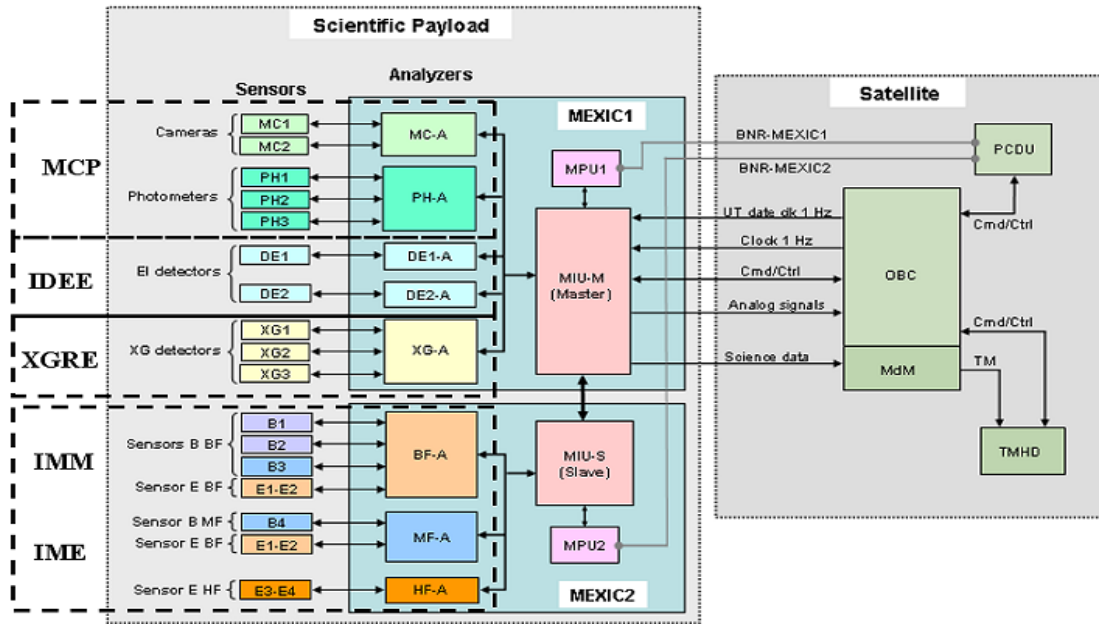 Scientific Payload
Analyzers
Sensors
Satellite
MEXIC1
MCP
Cameras
MC1
MC2
MC-A
Photometers
PH1
PH2
PH3
PH-A
MPU1
BNR-MEXIC1
BNR-MEXIC2
PCDU
Cmd/Ctrl
IDEE
EI detectors
DE1
DE1-A
DE2
DE2-A
MIU-M
(Master)
UT date clk 1 Hz
Clock 1 Hz
Cmd/Ctrl
Analog signals
Science data
OBC
MdM
Cmd/Ctrl
TM
TMHD
XGRE
XG detectors
XG1
XG2
XG3
XG-A
IMM
Sensors B BF
B1
B2
B3
Sensor E BF
E1-E2
BF-A
MIU-S
(Slave)
IME
Sensor B MF
B4
Sensor E BF
E1-E2
MF-A
MPU2
Sensor E HF
E3-E4
HF-A
MEXIC2